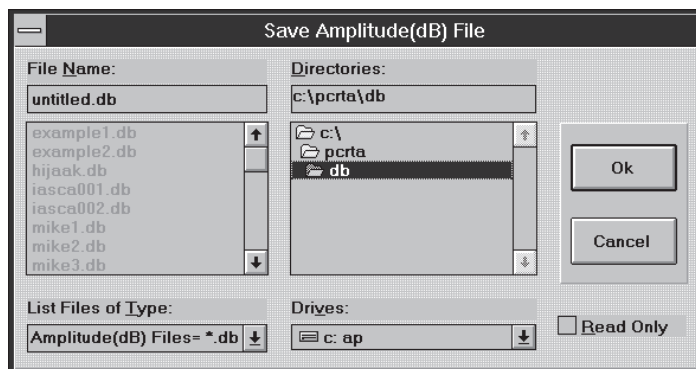 Save Amplitude(dB) File
File Name:
untitled.db
example1.db
example2.db
hijaak.db
iasca001.db
iasca002.db
mike1.db
mike2.db
mike3.db
List Files of Type:
Amplitude(dB) Files= *.db
Directories:
c:\pcrta\db
c:\
pcrta
db
Drives:
c: ap
Ok
Cancel
Read Only